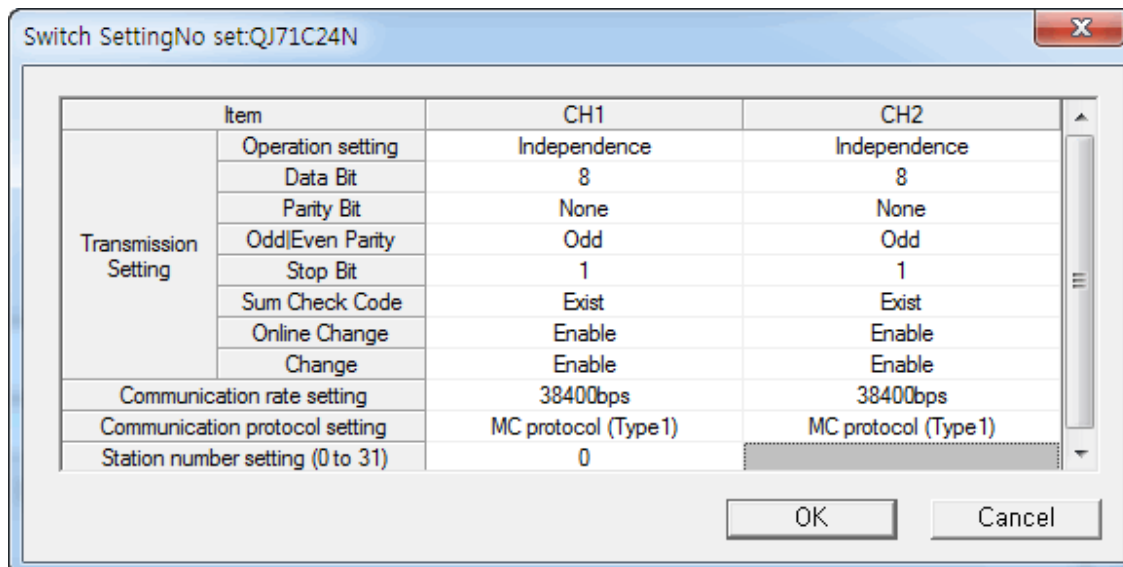 Switch SettingNo set:QJ71C24N
Item CH1 CH2
Transmission Setting
Operation setting Independence Independence
Data Bit 8 8
Parity Bit None None
Odd|Even Parity Odd Odd
Stop Bit 1 1
Sum Check Code Exist Exist
Online Change Enable Enable
Change Enable Enable
Communication rate setting 38400bps 38400bps
Communication protocol setting MC protocol (Type1) MC protocol (Type1)
Station number setting (0 to 31) 0
OK Cancel